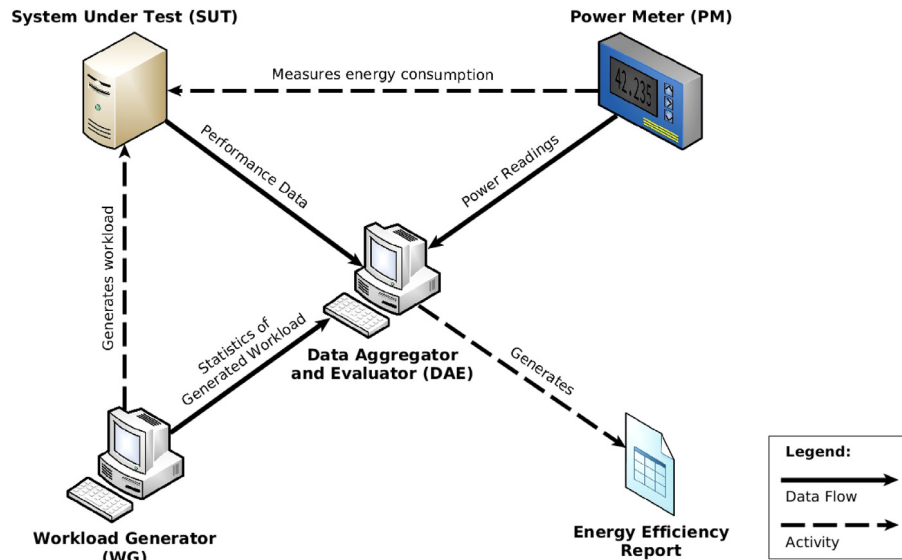 System Under Test (SUT)
Power Meter (PM)
Measures energy consumption
42.235
Performance Data
Power Readings
Generates workload
Statistics of
Generated Workload
Data Aggregator
and Evaluator (DAE)
Generates
Workload Generator
(WG)
Energy Efficiency
Report
Legend:
Data Flow
Activity